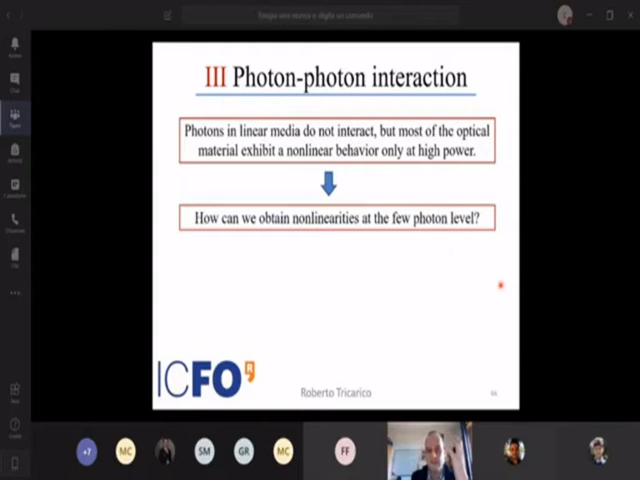 III Photon-photon interaction
Photons in linear media do not interact, but most of the optical
material exhibit a nonlinear behavior only at high power.
How can we obtain nonlinearities at the few photon level?
ICFO
Roberto Tricarico
+7
MC
SM
GR
MC
FF